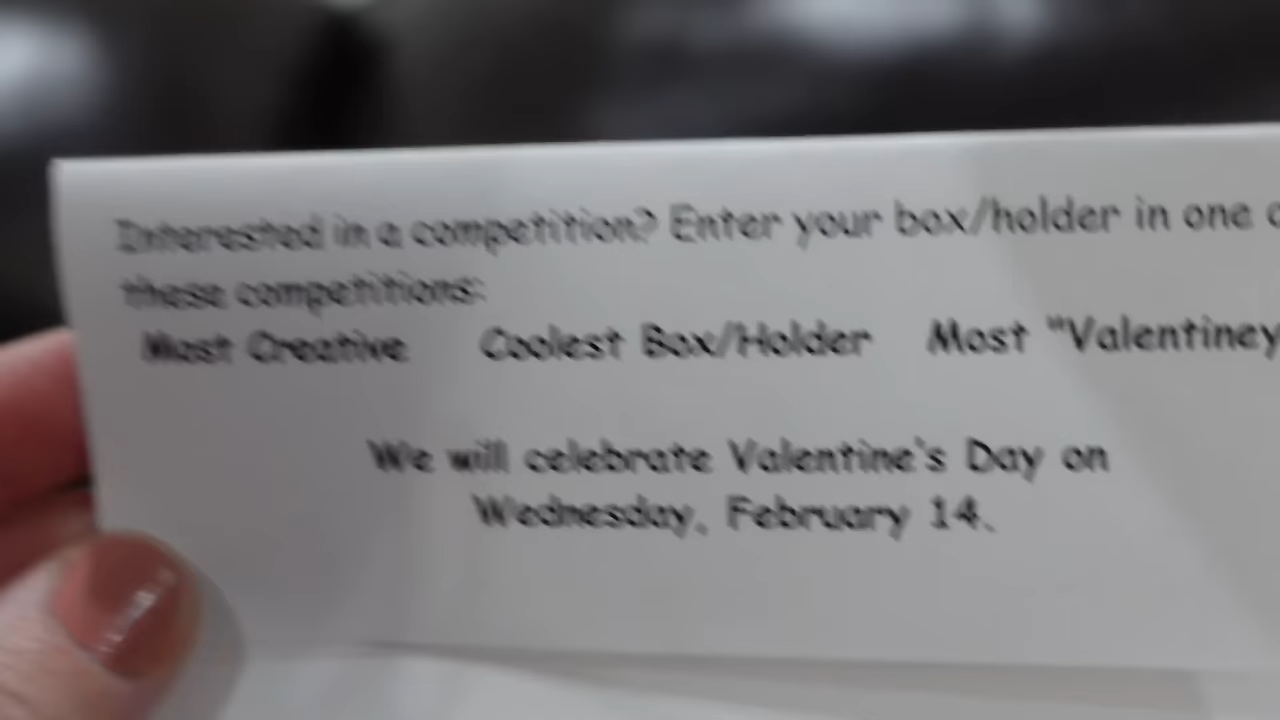 Interested in a competition? Enter your box/holder in one
these competitions:
Most Creative Coolest Box/Holder Most "Valentiney
We will celebrate Valentine's Day on
Wednesday, February 14.